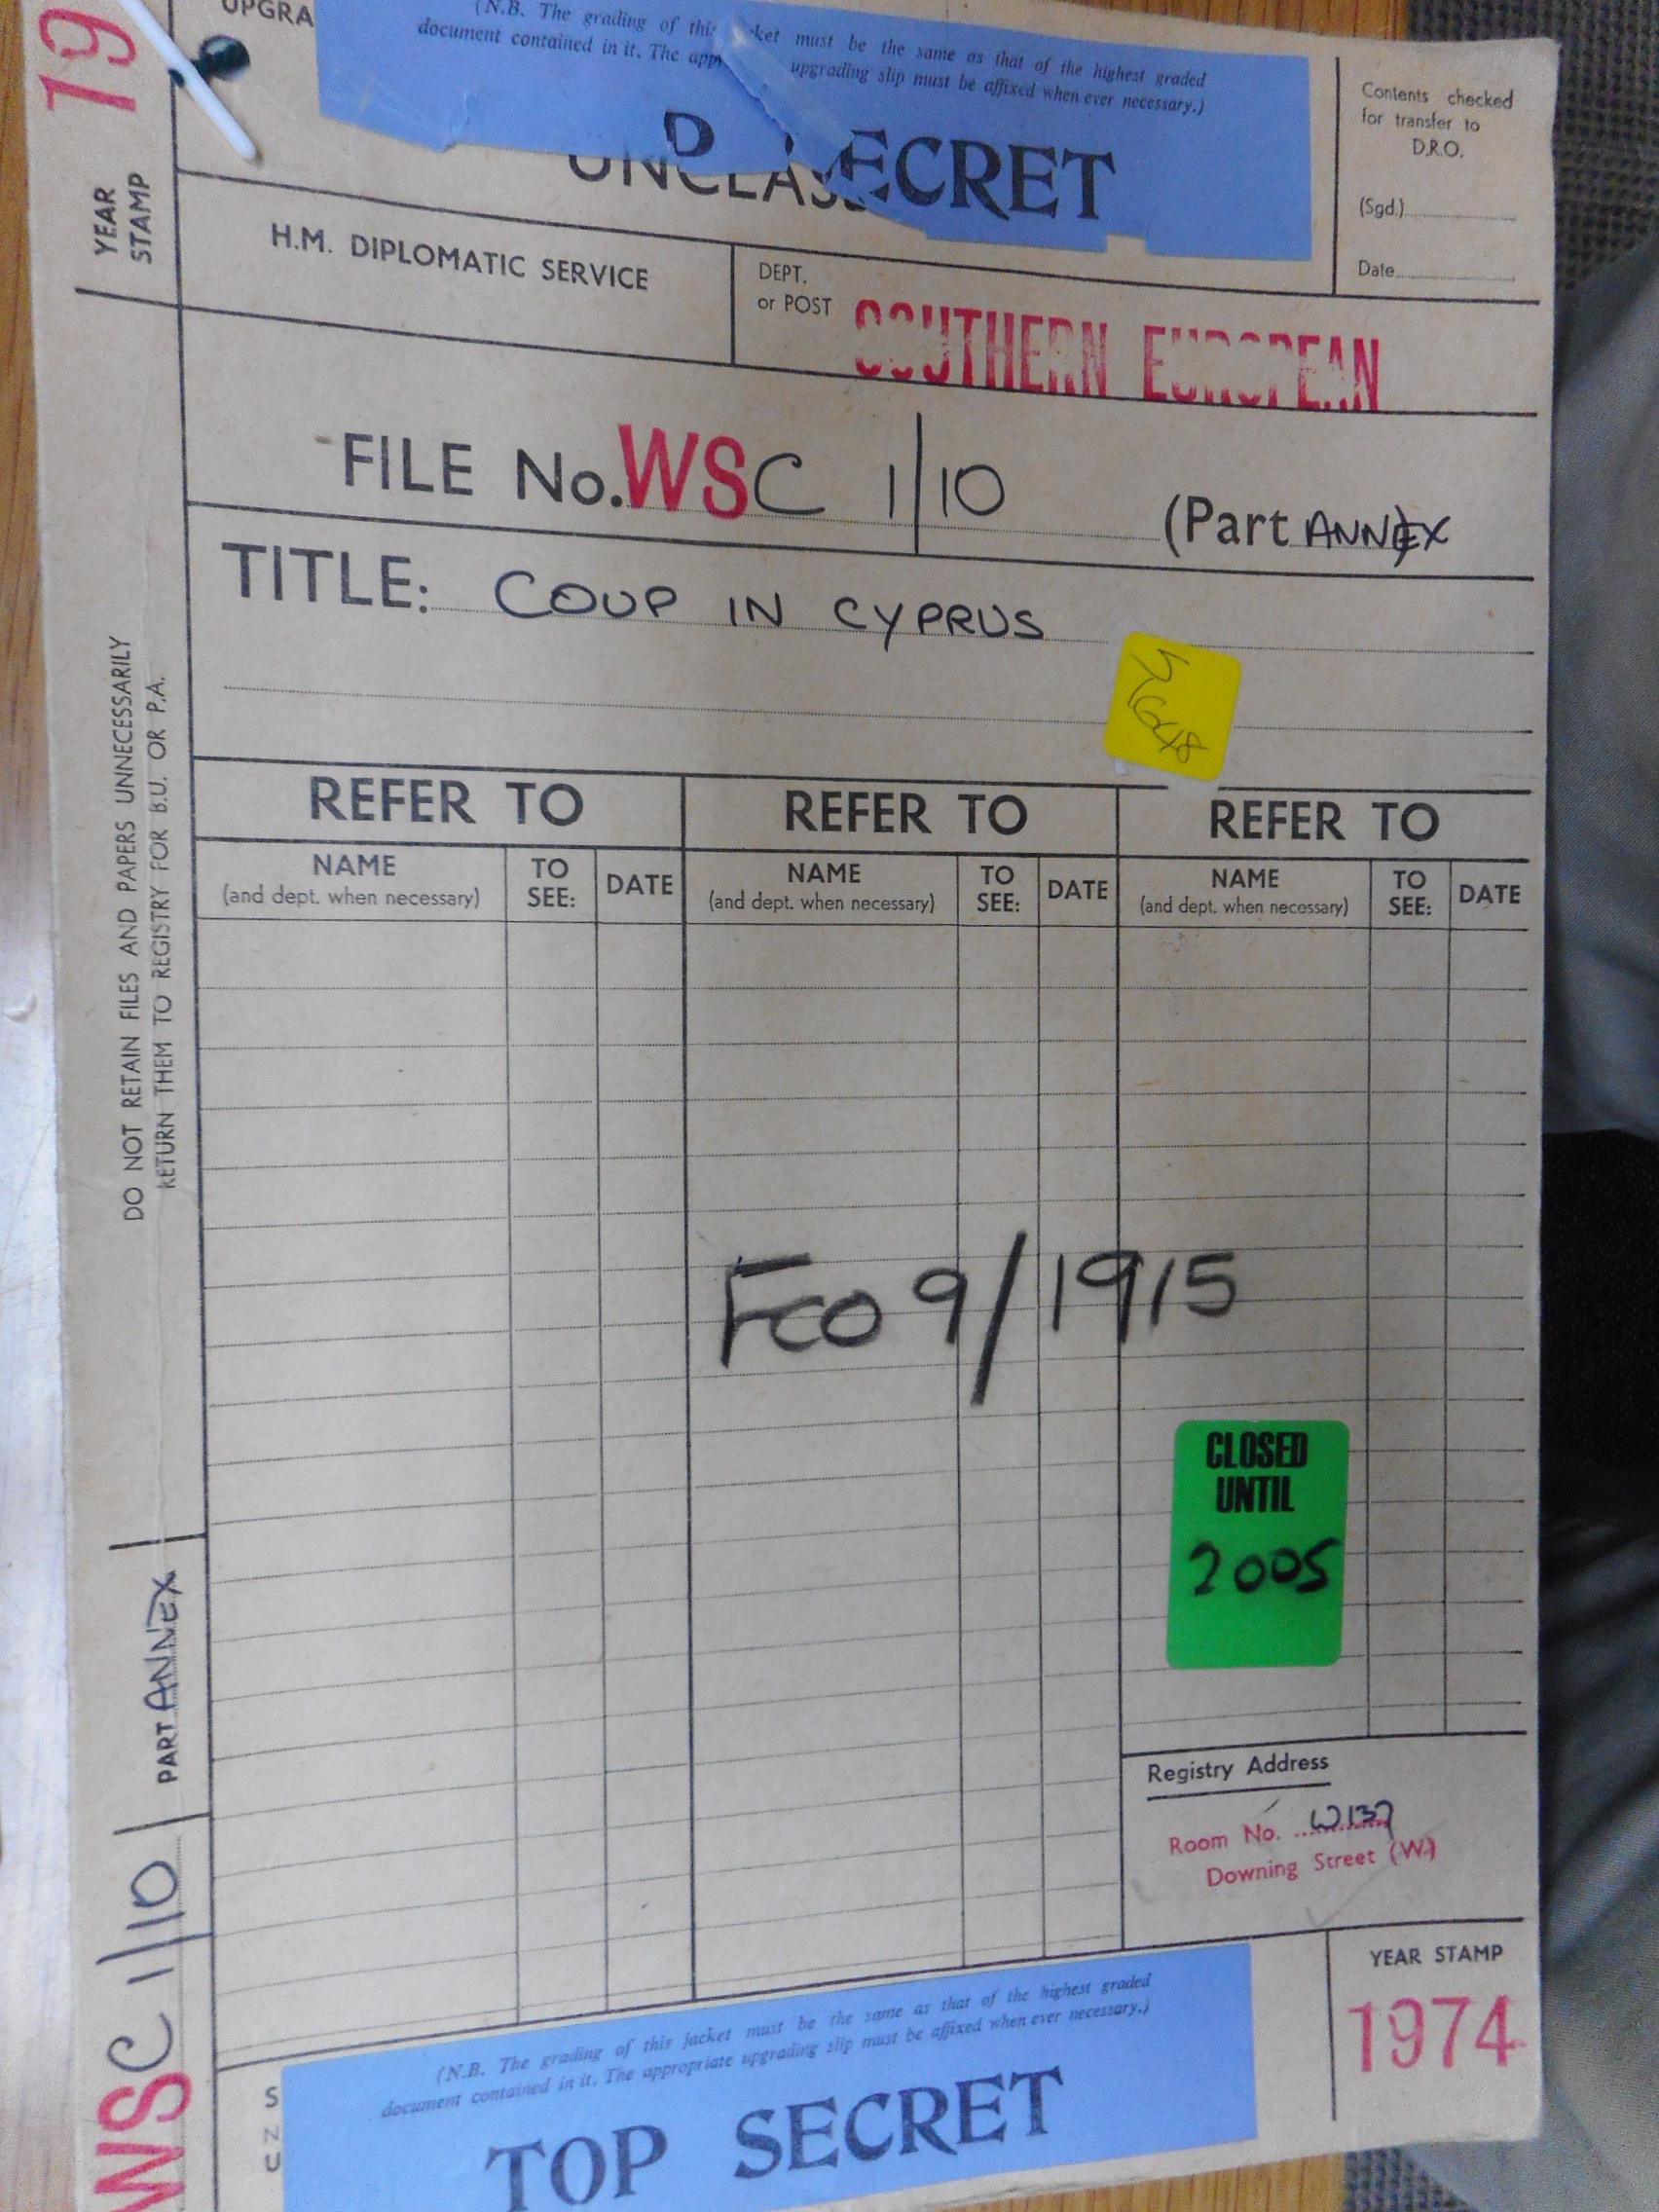 UPGRA
(N.B. The grading of this ket must be the same as that of the highest graded
document contained in it. The app upgrading slip must be affixed when ever necessary.)
P SECRET
UNCLAS
Contents checked
for transfer to
D.R.O.
(Sgd.)
Date
19
YEAR
STAMP
H.M. DIPLOMATIC SERVICE
DEPT.
or POST
SOUTHERN EUROPEAN
FILE No. WSC 1/10
(Part ANNEX
TITLE: COUP IN CYPRUS
REFER TO
REFER TO
REFER TO
NAME
(and dept. when necessary)
TO
SEE:
DATE
NAME
(and dept. when necessary)
TO
SEE:
DATE
NAME
(and dept. when necessary)
TO
SEE:
DATE
DO NOT RETAIN FILES AND PAPERS UNNECESSARILY
RETURN THEM TO REGISTRY FOR B.U. OR P.A.
FCO 9/1915
CLOSED
UNTIL
2005
PART ANNEX
WSC 1/10
Registry Address
Room No. W137
Downing Street (W.)
YEAR STAMP
1974
S
N
U
(N.B. The grading of this jacket must be the same as that of the highest graded
document contained in it. The appropriate upgrading slip must be affixed when ever necessary.)
TOP SECRET